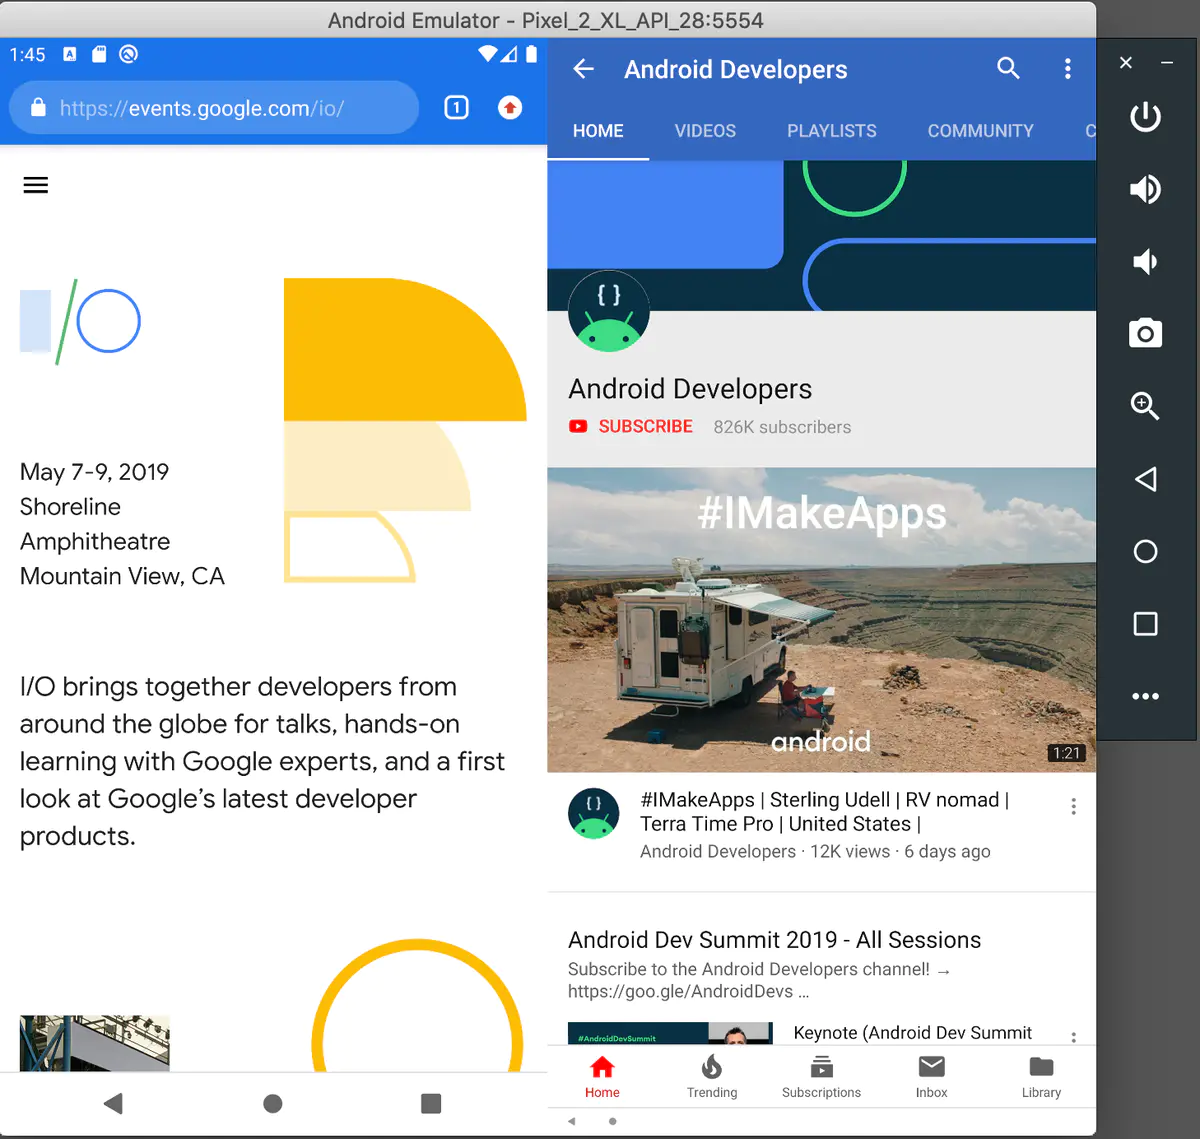 Android Emulator - Pixel_2_XL_API_28:5554
1:45
A
https://events.google.com/io/
1
I/O
May 7-9, 2019
Shoreline
Amphitheatre
Mountain View, CA
I/O brings together developers from
around the globe for talks, hands-on
learning with Google experts, and a first
look at Google’s latest developer
products.
Android Developers
HOME VIDEOS PLAYLISTS COMMUNITY C
{ }
Android Developers
SUBSCRIBE 826K subscribers
#IMakeApps
android
1:21
{ }
#IMakeApps | Sterling Udell | RV nomad |
Terra Time Pro | United States |
Android Developers · 12K views · 6 days ago
Android Dev Summit 2019 - All Sessions
Subscribe to the Android Developers channel! →
https://goo.gle/AndroidDevs ...
#AndroidDevSummit
Keynote (Android Dev Summit
Home Trending Subscriptions Inbox Library